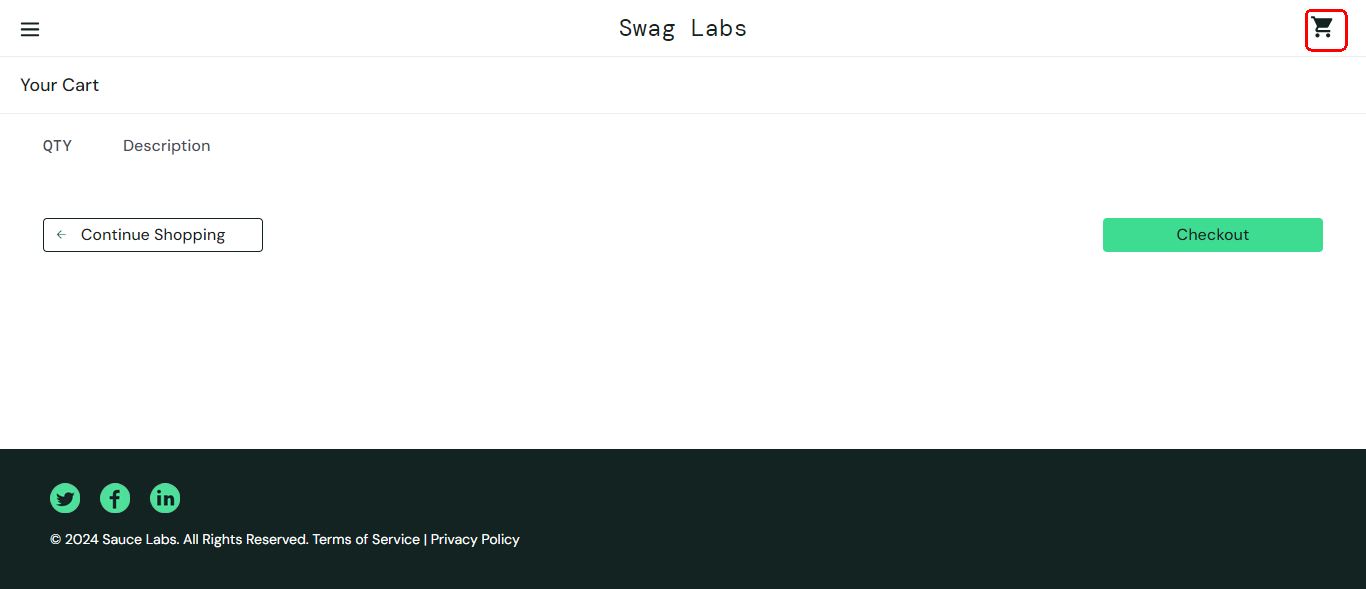 Swag Labs
Your Cart
QTY Description
Continue Shopping Checkout
© 2024 Sauce Labs. All Rights Reserved. Terms of Service | Privacy Policy